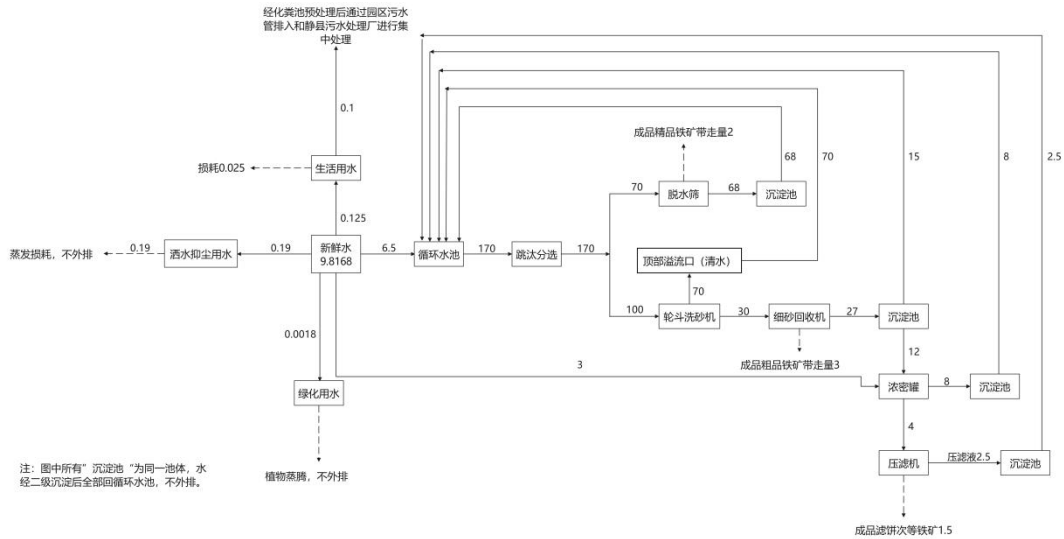 经化粪池预处理后通过园区污水
管排入和静县污水处理厂进行集
中处理
0.1
成品精品铁矿带走量2
68
70
15
8
2.5
损耗0.025
生活用水
70
脱水筛
68
沉淀池
0.125
蒸发损耗，不外排
0.19
洒水抑尘用水
0.19
新鲜水
9.8168
6.5
循环水池
170
跳汰分选
170
顶部溢流口（清水）
70
100
轮斗洗砂机
30
细砂回收机
27
沉淀池
0.0018
12
3
成品粗品铁矿带走量3
绿化用水
浓密罐
8
沉淀池
4
注：图中所有”沉淀池“为同一池体，水
经二级沉淀后全部回循环水池，不外排。
植物蒸腾，不外排
压滤机
压滤液2.5
沉淀池
成品滤饼次等铁矿1.5